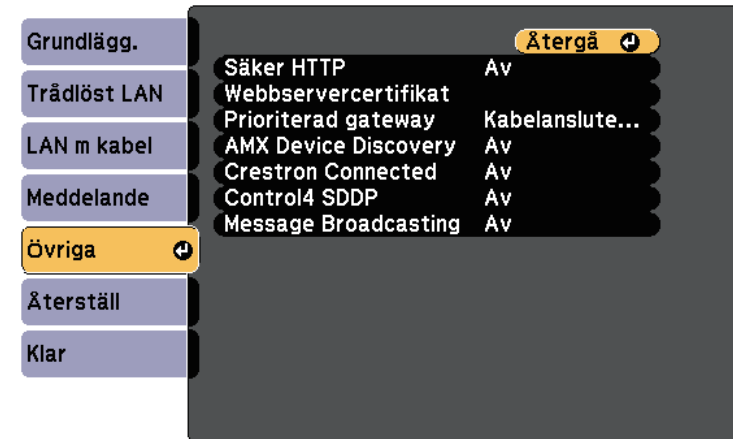 Grundlägg.
Trådlöst LAN
LAN m kabel
Meddelande
Övriga
Återställ
Klar
Återgå
Säker HTTP Av
Webbservercertifikat
Prioriterad gateway Kabelanslute...
AMX Device Discovery Av
Crestron Connected Av
Control4 SDDP Av
Message Broadcasting Av